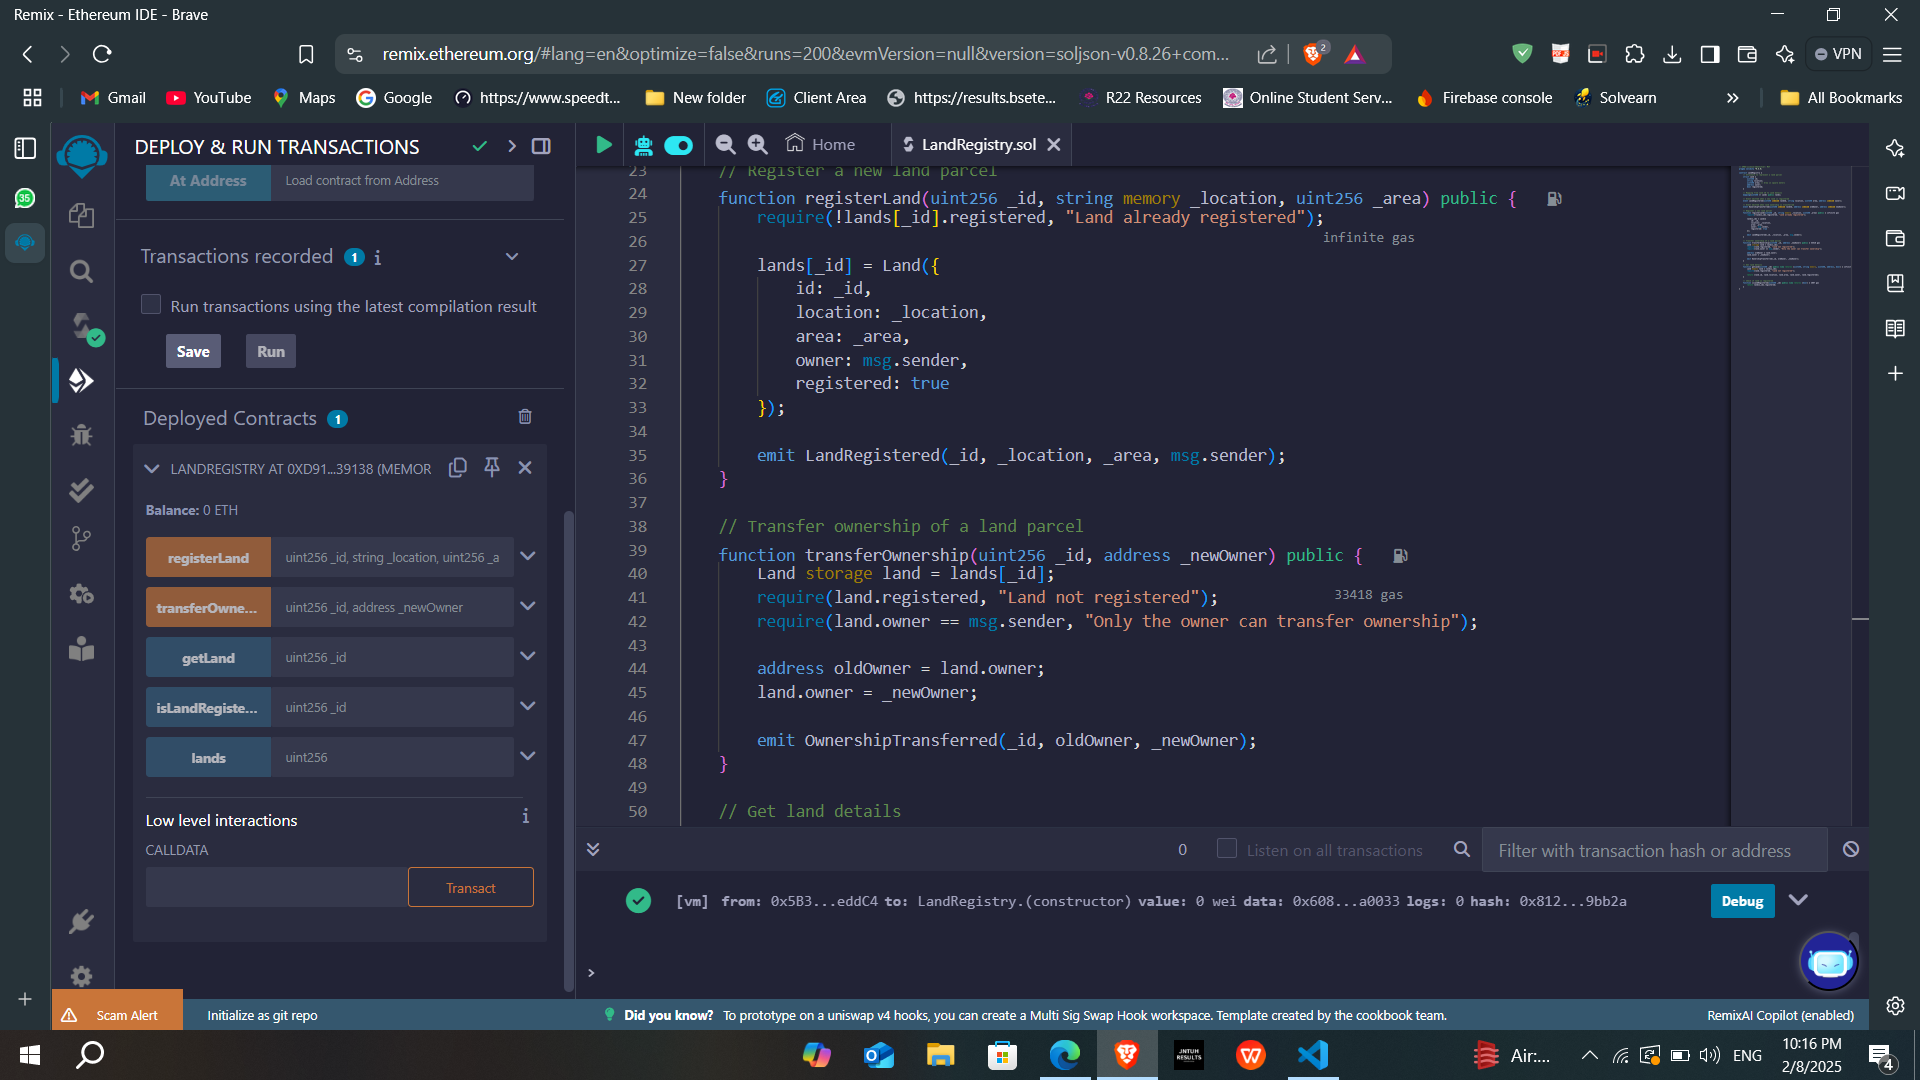 Remix - Ethereum IDE - Brave
remix.ethereum.org/#lang=en&optimize=false&runs=200&evmVersion=null&version=soljson-v0.8.26+com...
2
VPN
Gmail
YouTube
Maps
Google
https://www.speedt...
New folder
Client Area
https://results.bsete...
R22 Resources
Online Student Serv...
Firebase console
Solvearn
»
All Bookmarks
35
DEPLOY & RUN TRANSACTIONS
At Address
Load contract from Address
Transactions recorded 1 i
Run transactions using the latest compilation result
Save
Run
Deployed Contracts 1
LANDREGISTRY AT 0XD91...39138 (MEMOR
Balance: 0 ETH
registerLand
uint256 _id, string _location, uint256 _a
transferOwne...
uint256 _id, address _newOwner
getLand
uint256 _id
isLandRegiste...
uint256 _id
lands
uint256
Low level interactions i
CALLDATA
Transact
Home
LandRegistry.sol
23 // Register a new land parcel
24 function registerLand(uint256 _id, string memory _location, uint256 _area) public {
25 require(!lands[_id].registered, "Land already registered");
infinite gas
26
27 lands[_id] = Land({
28 id: _id,
29 location: _location,
30 area: _area,
31 owner: msg.sender,
32 registered: true
33 });
34
35 emit LandRegistered(_id, _location, _area, msg.sender);
36 }
37
38 // Transfer ownership of a land parcel
39 function transferOwnership(uint256 _id, address _newOwner) public {
40 Land storage land = lands[_id];
41 require(land.registered, "Land not registered");
33418 gas
42 require(land.owner == msg.sender, "Only the owner can transfer ownership");
43
44 address oldOwner = land.owner;
45 land.owner = _newOwner;
46
47 emit OwnershipTransferred(_id, oldOwner, _newOwner);
48 }
49
50 // Get land details
0
Listen on all transactions
Filter with transaction hash or address
[vm] from: 0x5B3...eddC4 to: LandRegistry.(constructor) value: 0 wei data: 0x608...a0033 logs: 0 hash: 0x812...9bb2a
Debug
>
Scam Alert
Initialize as git repo
Did you know? To prototype on a uniswap v4 hooks, you can create a Multi Sig Swap Hook workspace. Template created by the cookbook team.
RemixAI Copilot (enabled)
JNTUH
RESULTS
Air:...
ENG
10:16 PM
2/8/2025
4